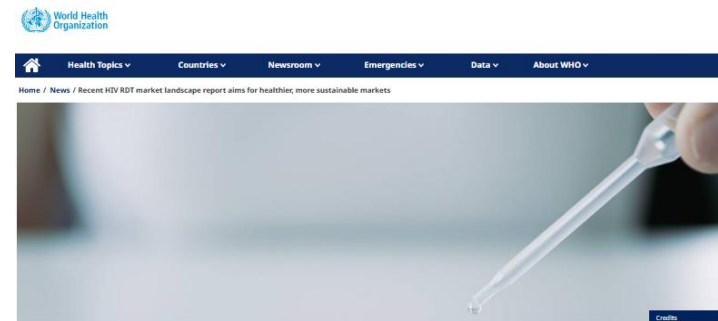 World Health
Organization
Health Topics
Countries
Newsroom
Emergencies
Data
About WHO
Home / News / Recent HIV RDT market landscape report aims for healthier, more sustainable markets
Credits